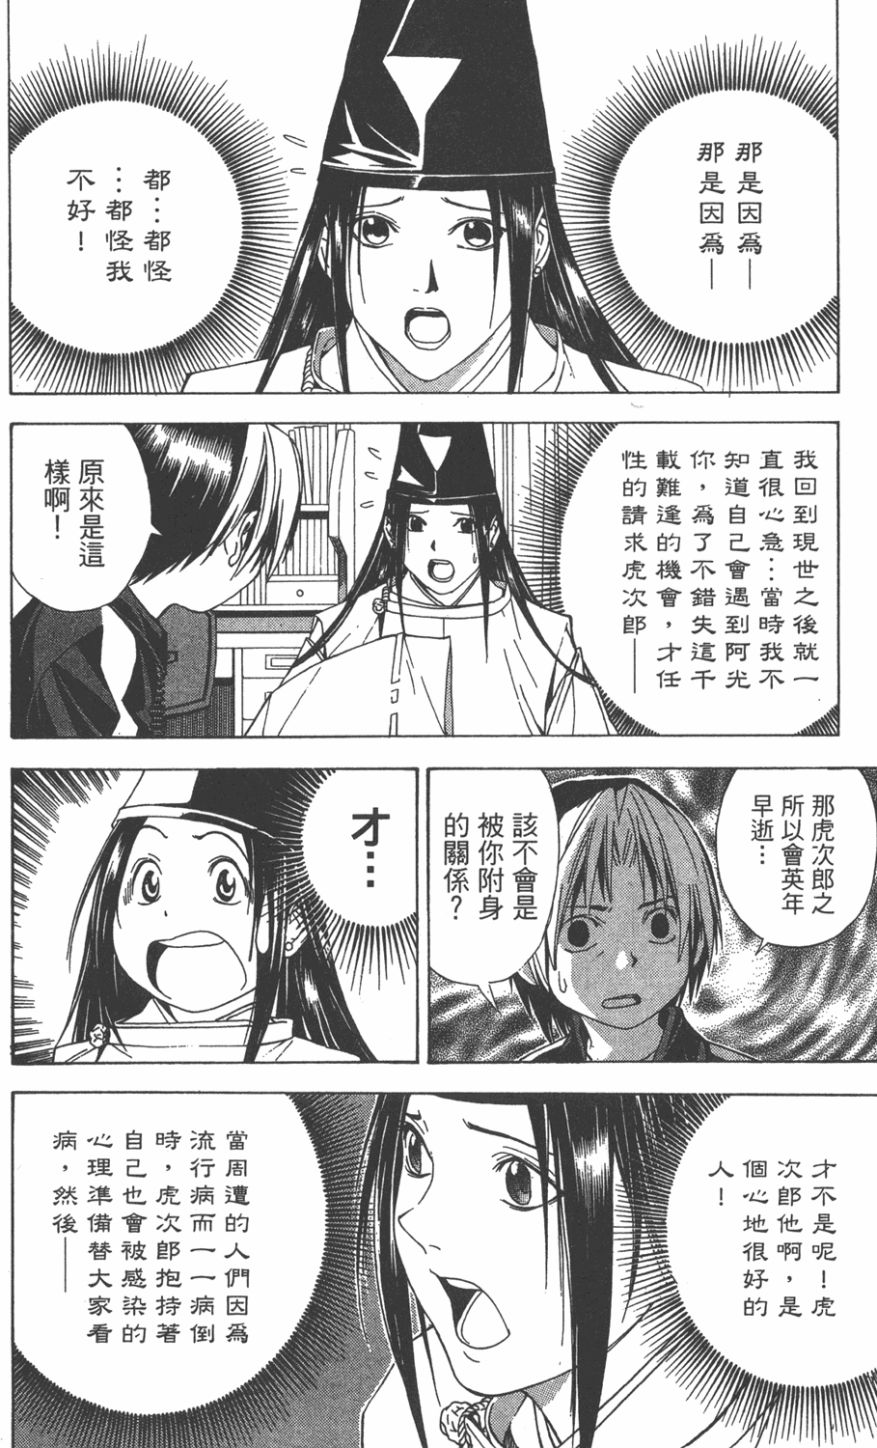 那是因為——
那是因為——
都…都怪
…都怪我
不好！
我回到現世之後就一
直很心急…當時我不
知道自己會遇到阿光
你，為了不錯失這千
載難逢的機會，才任
性的請求虎次郎——
原來是這
樣啊！
那虎次郎之
所以會英年
早逝…
該不會是
被你附身
的關係？
才…
才不是呢！虎
次郎他啊，是
個心地很好的
人！
當周遭的人們因為
流行病而一一病倒
時，虎次郎抱持著
自己也會被感染的
心理準備替大家看
病，然後——